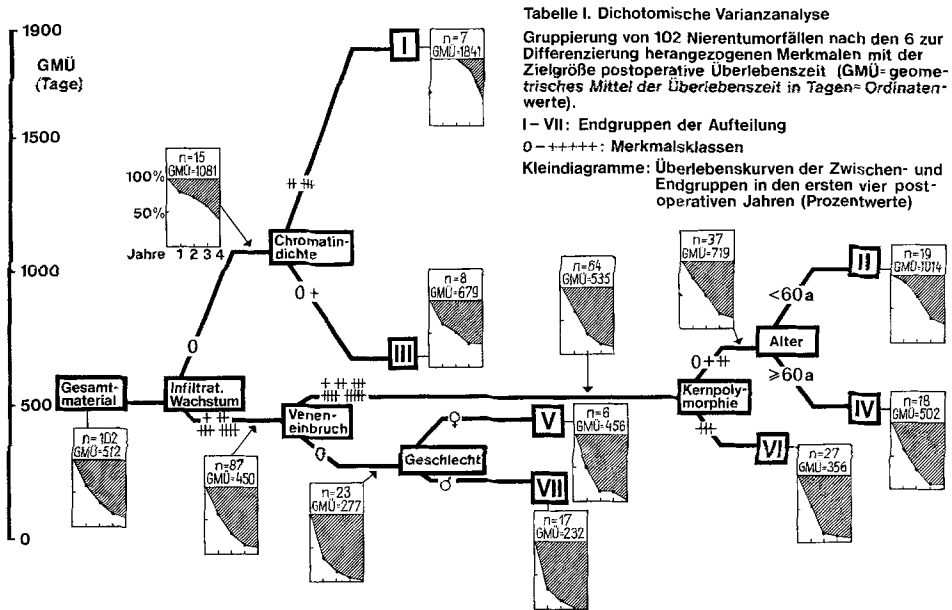 Tabelle I. Dichotomische Varianzanalyse
Gruppierung von 102 Nierentumorfällen nach den 6 zur
Differenzierung herangezogenen Merkmalen mit der
Zielgröße postoperative Überlebenszeit (GMÜ= geome-
trisches Mittel der Überlebenszeit in Tagen= Ordinaten-
werte).
I-VII: Endgruppen der Aufteilung
0-+++++: Merkmalsklassen
Kleindiagramme: Überlebenskurven der Zwischen- und
Endgruppen in den ersten vier post-
operativen Jahren (Prozentwerte)
1900
GMÜ
(Tage)
1500
1000
500
0
n=7
GMÜ=1841
I
n=15
GMÜ=1081
100%
50%
Jahre 1 2 3 4
Chromatin-
dichte
++ +++
0 +
n=8
GMÜ=679
III
n=64
GMÜ=535
n=37
GMÜ=719
II
n=19
GMÜ=1014
<60a
Alter
≥60a
0 + ++
0
Gesamt-
material
Infiltrat.
Wachstum
+ ++
+++ ++++
Venen-
einbruch
+ ++ +++
++++ +++++
Kernpoly-
morphie
+++
IV
n=18
GMÜ=502
VI
n=27
GMÜ=356
n=102
GMÜ=512
n=87
GMÜ=450
0
n=23
GMÜ=277
Geschlecht
♀
V
n=6
GMÜ=456
♂
VII
n=17
GMÜ=232